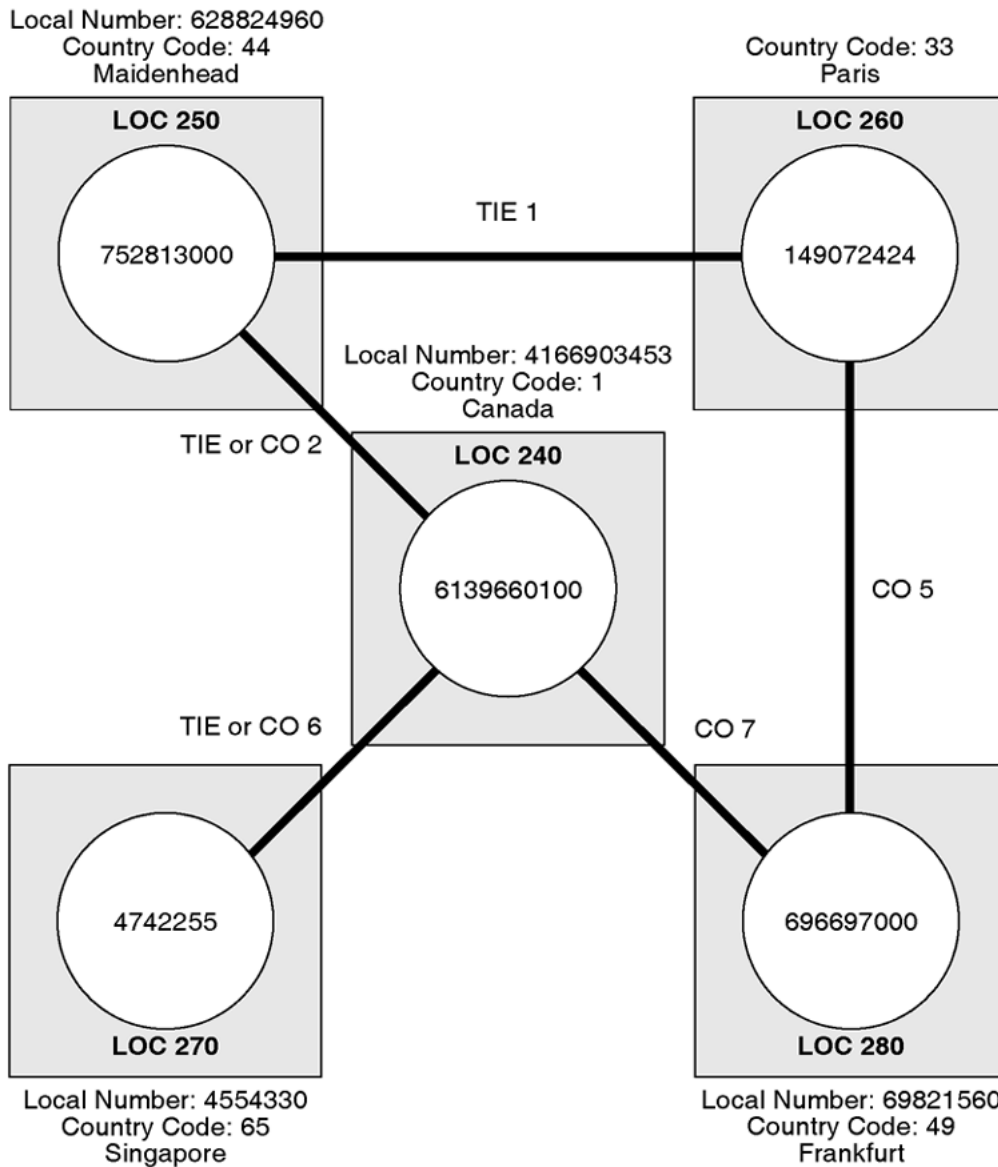 Local Number: 628824960
Country Code: 44
Maidenhead
LOC 250
752813000
Country Code: 33
Paris
LOC 260
149072424
TIE 1
Local Number: 4166903453
Country Code: 1
Canada
LOC 240
6139660100
TIE or CO 2
CO 5
TIE or CO 6
CO 7
4742255
LOC 270
Local Number: 4554330
Country Code: 65
Singapore
696697000
LOC 280
Local Number: 69821560
Country Code: 49
Frankfurt